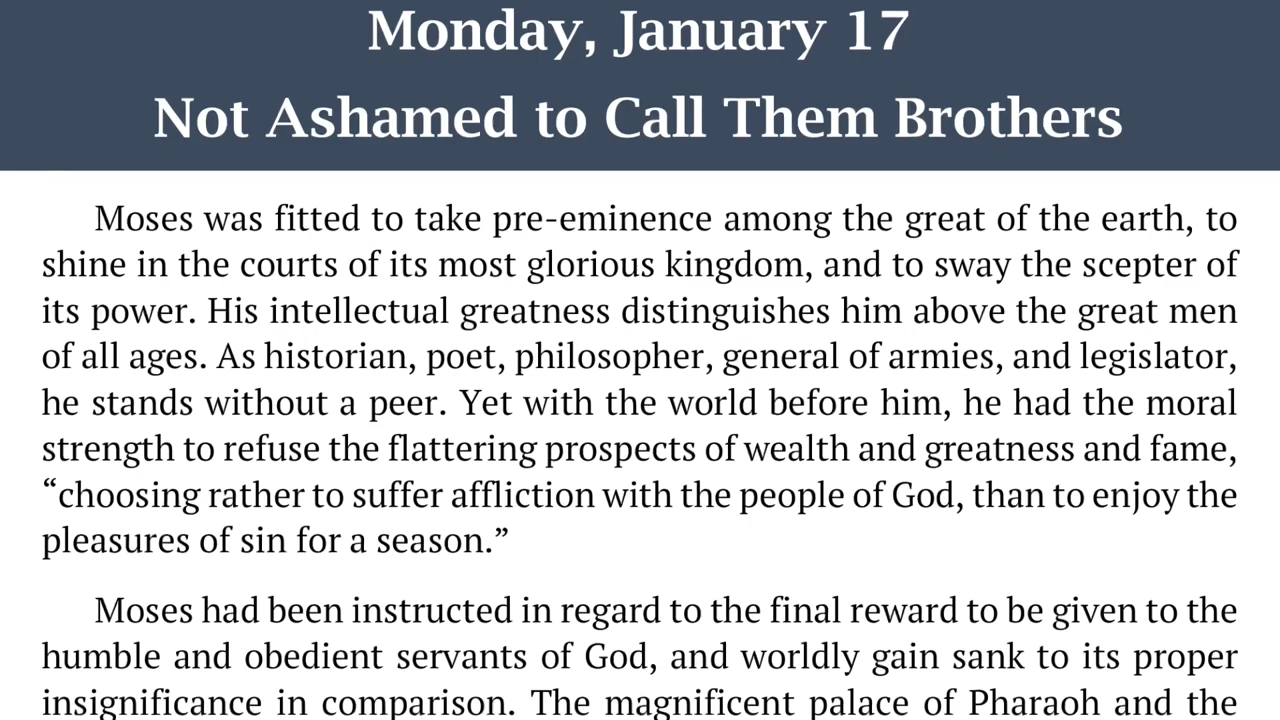 Monday, January 17
Not Ashamed to Call Them Brothers
Moses was fitted to take pre-eminence among the great of the earth, to
shine in the courts of its most glorious kingdom, and to sway the scepter of
its power. His intellectual greatness distinguishes him above the great men
of all ages. As historian, poet, philosopher, general of armies, and legislator,
he stands without a peer. Yet with the world before him, he had the moral
strength to refuse the flattering prospects of wealth and greatness and fame,
“choosing rather to suffer affliction with the people of God, than to enjoy the
pleasures of sin for a season.”
Moses had been instructed in regard to the final reward to be given to the
humble and obedient servants of God, and worldly gain sank to its proper
insignificance in comparison. The magnificent palace of Pharaoh and the